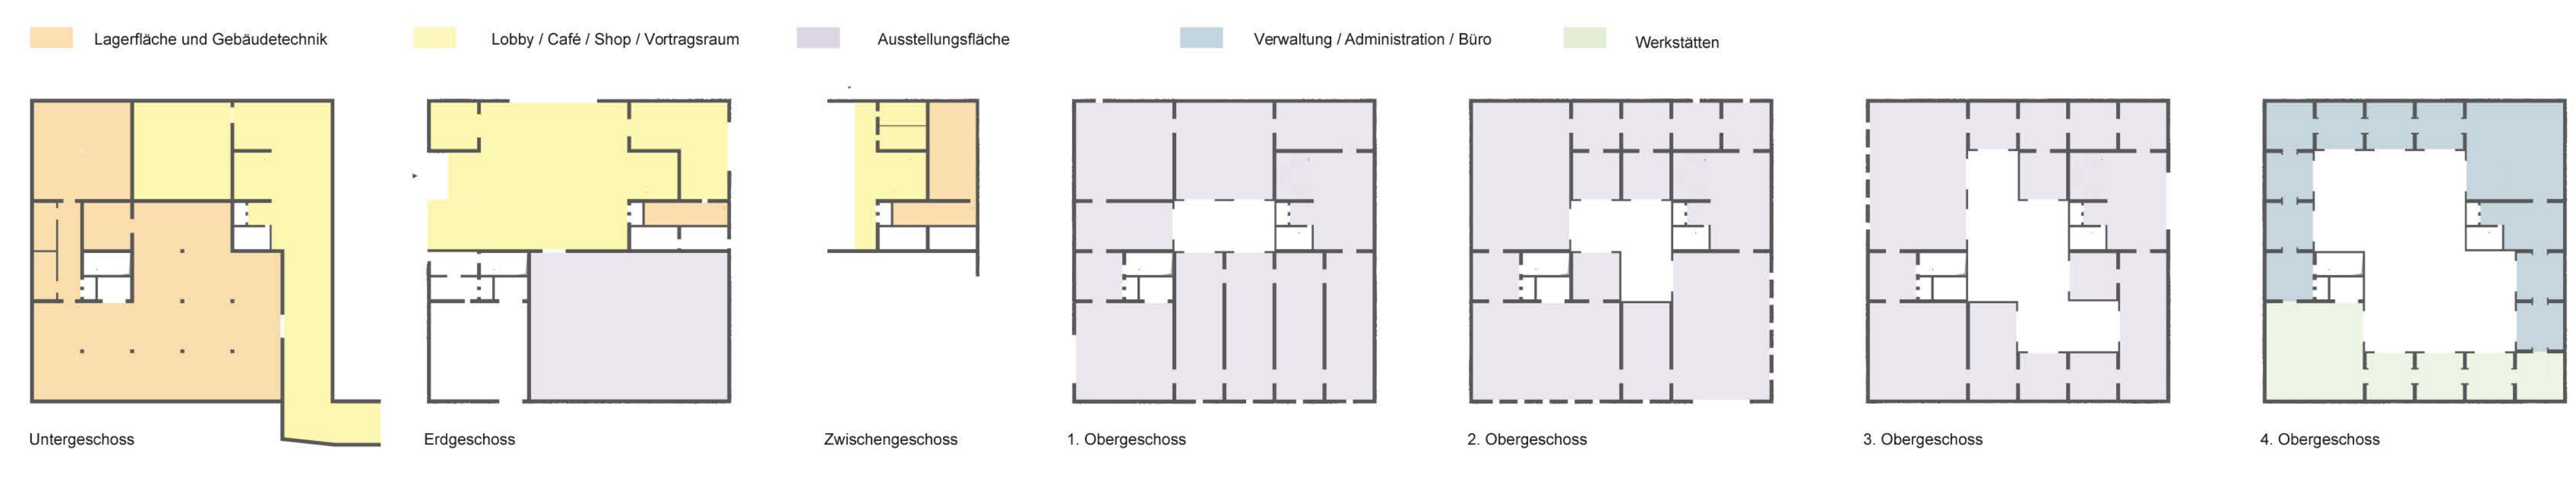 Lagerfläche und Gebäudetechnik
Lobby / Café / Shop / Vortragsraum
Ausstellungsfläche
Verwaltung / Administration / Büro
Werkstätten
Untergeschoss
Erdgeschoss
Zwischengeschoss
1. Obergeschoss
2. Obergeschoss
3. Obergeschoss
4. Obergeschoss